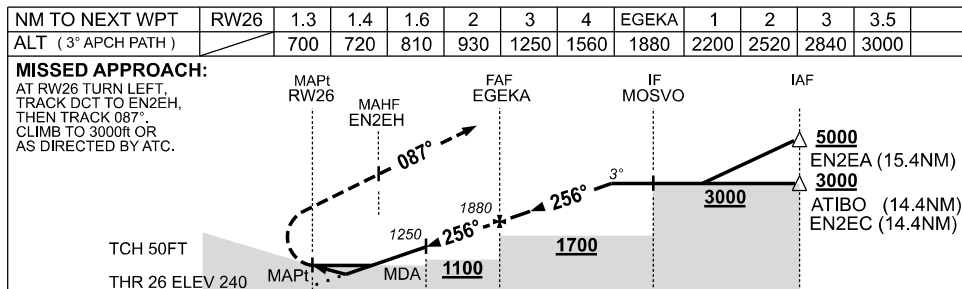 NM TO NEXT WPT RW26 1.3 1.4 1.6 2 3 4 EGEKA 1 2 3 3.5
ALT ( 3° APCH PATH ) 700 720 810 930 1250 1560 1880 2200 2520 2840 3000
MISSED APPROACH:
AT RW26 TURN LEFT,
TRACK DCT TO EN2EH,
THEN TRACK 087°.
CLIMB TO 3000ft OR
AS DIRECTED BY ATC.
MAPt
RW26
MAHF
EN2EH
FAF
EGEKA
IF
MOSVO
IAF
087°
5000
EN2EA (15.4NM)
3°
256°
3000
3000
ATIBO (14.4NM)
EN2EC (14.4NM)
1880
256°
1250
1700
1100
TCH 50FT
THR 26 ELEV 240
MAPt
MDA